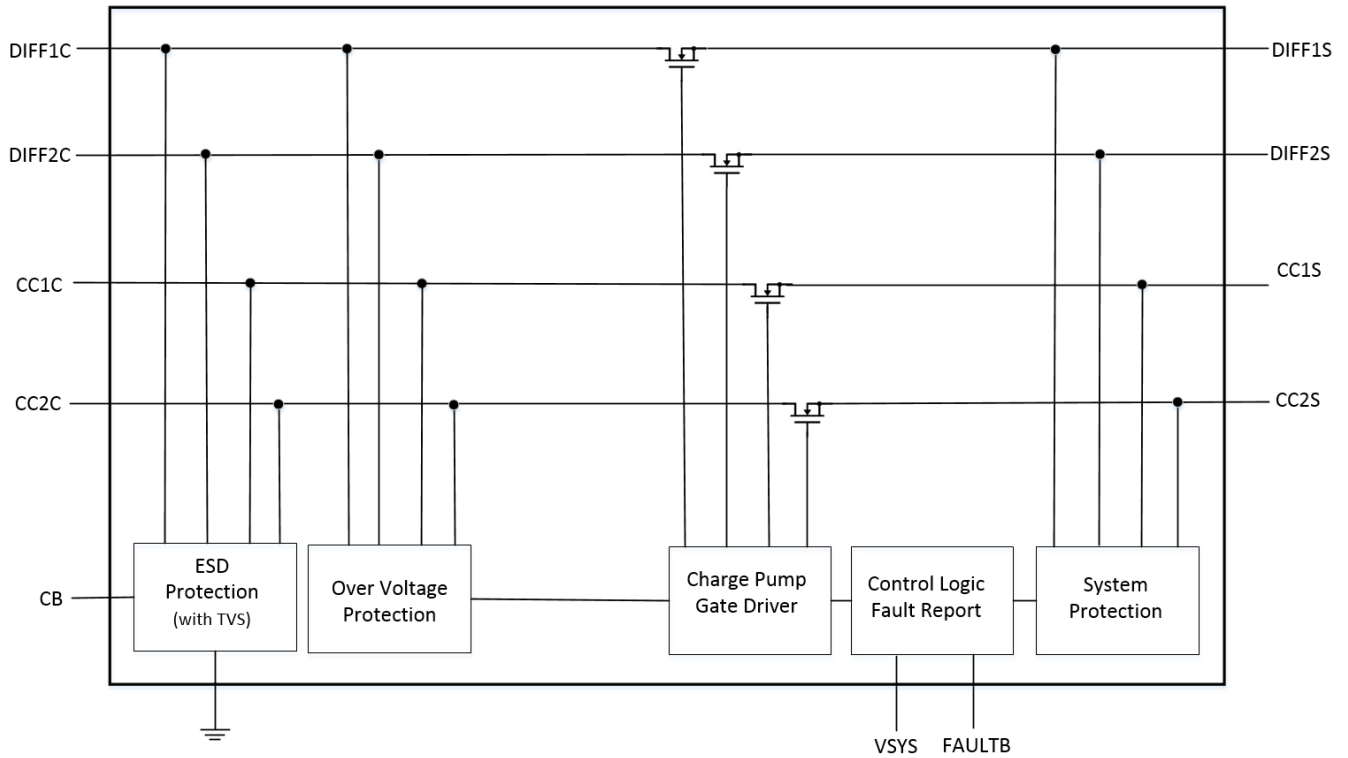 DIFF1C
DIFF1S
DIFF2C
DIFF2S
CC1C
CC1S
CC2C
CC2S
CB
ESD
Protection
(with TVS)
Over Voltage
Protection
Charge Pump
Gate Driver
Control Logic
Fault Report
System
Protection
VSYS
FAULTB